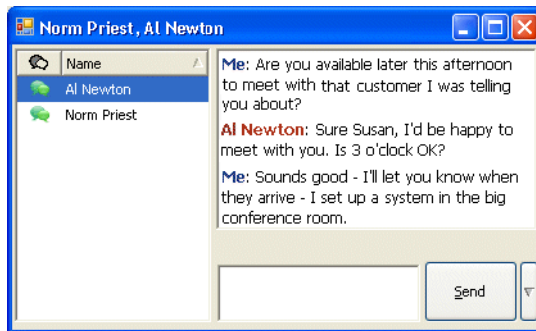 Norm Priest, Al Newton
Name
Al Newton
Norm Priest
Me: Are you available later this afternoon
to meet with that customer I was telling
you about?
Al Newton: Sure Susan, I'd be happy to
meet with you. Is 3 o'clock OK?
Me: Sounds good - I'll let you know when
they arrive - I set up a system in the big
conference room.
Send